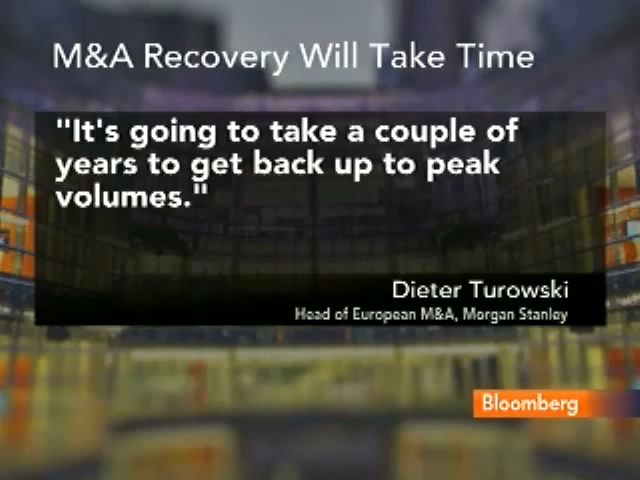 M&A Recovery Will Take Time
"It's going to take a couple of
years to get back up to peak
volumes."
Dieter Turowski
Head of European M&A, Morgan Stanley
Bloomberg